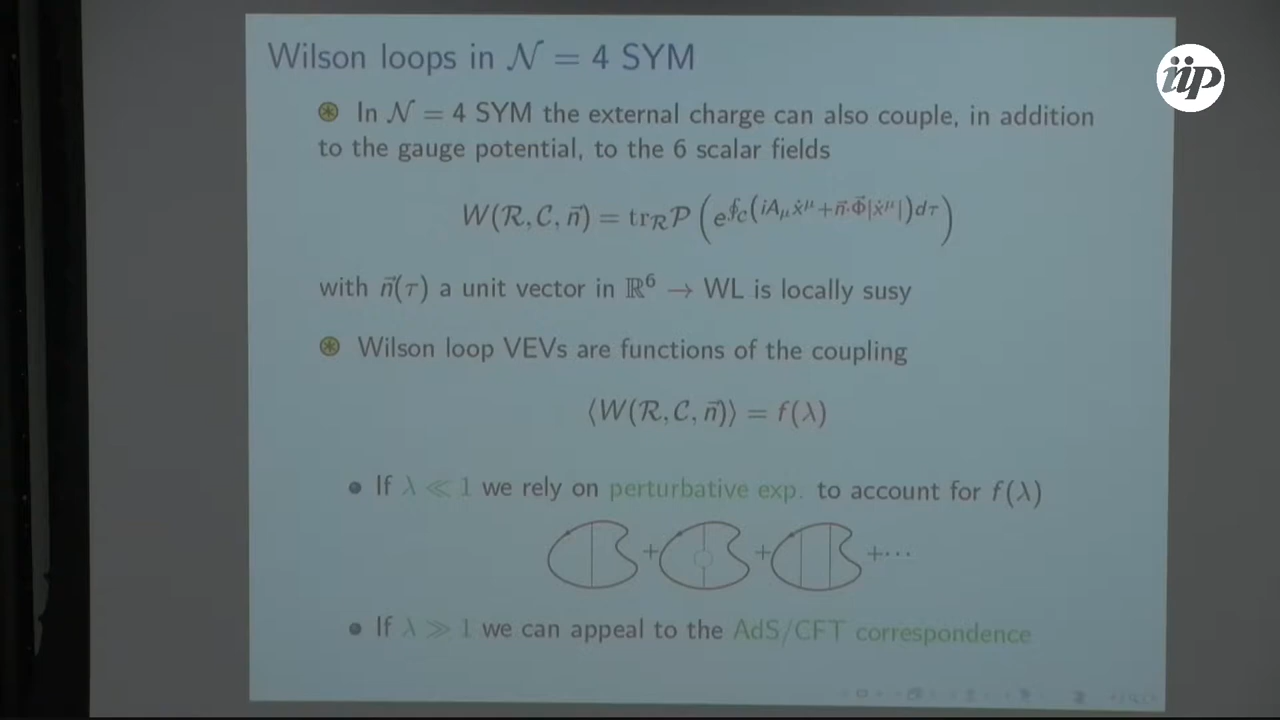 Wilson loops in 𝒩 = 4 SYM
iip
In 𝒩 = 4 SYM the external charge can also couple, in addition
to the gauge potential, to the 6 scalar fields
W(ℛ, 𝒞, n⃗) = tr_ℛ 𝒫 ( e^{∮_𝒞 (iA_μ ẋ^μ + n⃗·Φ⃗|ẋ^μ|)dτ} )
with n⃗(τ) a unit vector in ℝ⁶ → WL is locally susy
Wilson loop VEVs are functions of the coupling
⟨W(ℛ, 𝒞, n⃗)⟩ = f(λ)
• If λ ≪ 1 we rely on perturbative exp. to account for f(λ)
+ + +⋯
• If λ ≫ 1 we can appeal to the AdS/CFT correspondence